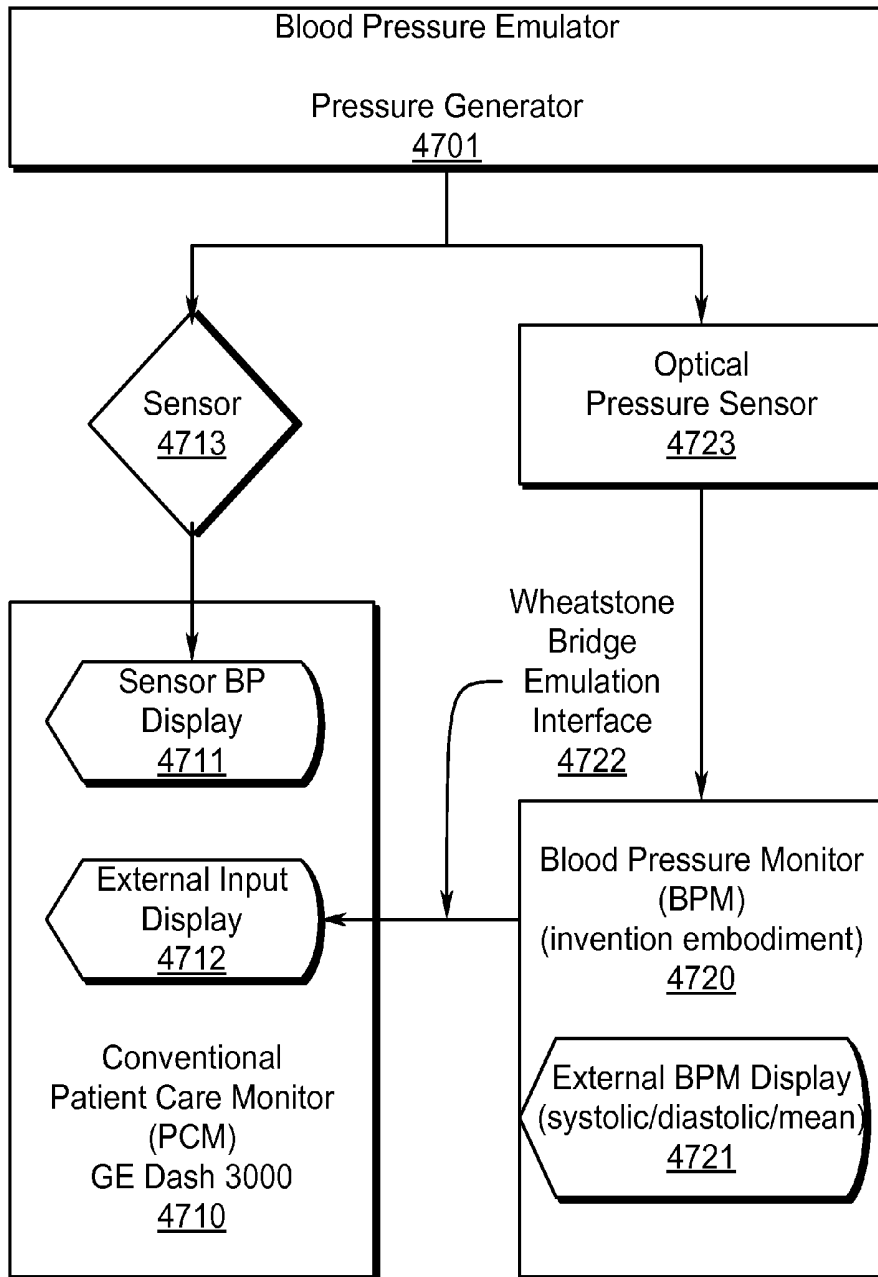 Blood Pressure Emulator
Pressure Generator
4701
Sensor
4713
Optical
Pressure Sensor
4723
Wheatstone
Bridge
Emulation
Interface
4722
Sensor BP
Display
4711
External Input
Display
4712
Conventional
Patient Care Monitor
(PCM)
GE Dash 3000
4710
Blood Pressure Monitor
(BPM)
(invention embodiment)
4720
External BPM Display
(systolic/diastolic/mean)
4721